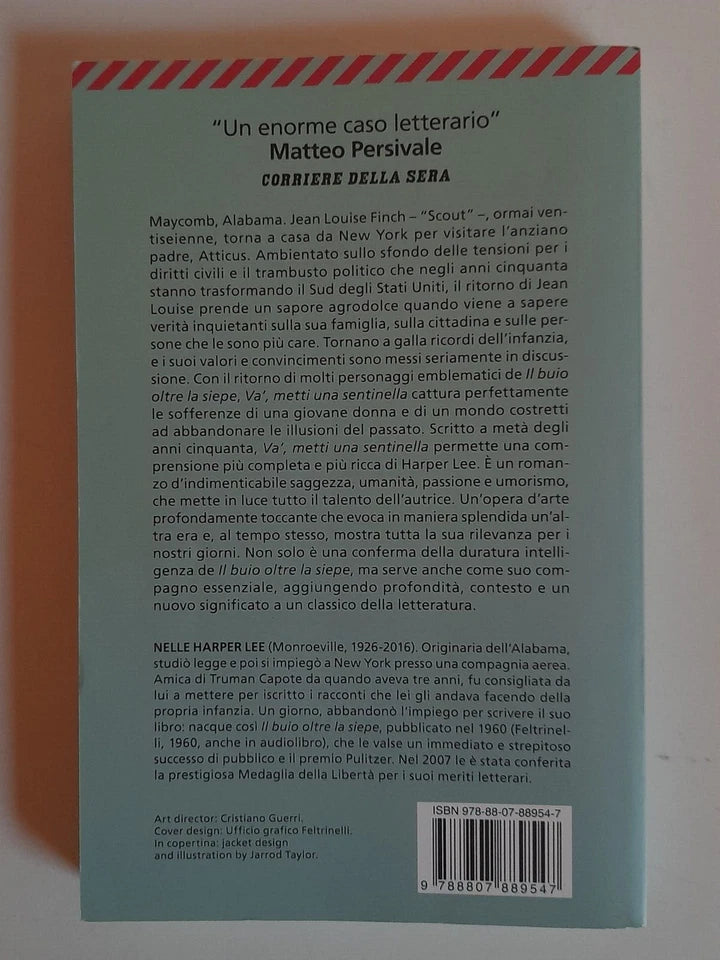 “Un enorme caso letterario”
Matteo Persivale
CORRIERE DELLA SERA
Maycomb, Alabama. Jean Louise Finch – “Scout” –, ormai ven-
tiseienne, torna a casa da New York per visitare l’anziano
padre, Atticus. Ambientato sullo sfondo delle tensioni per i
diritti civili e il trambusto politico che negli anni cinquanta
stanno trasformando il Sud degli Stati Uniti, il ritorno di Jean
Louise prende un sapore agrodolce quando viene a sapere
verità inquietanti sulla sua famiglia, sulla cittadina e sulle per-
sone che le sono più care. Tornano a galla ricordi dell’infanzia,
e i suoi valori e convincimenti sono messi seriamente in discus-
sione. Con il ritorno di molti personaggi emblematici de Il buio
oltre la siepe, Va’, metti una sentinella cattura perfettamente
le sofferenze di una giovane donna e di un mondo costretti
ad abbandonare le illusioni del passato. Scritto a metà degli
anni cinquanta, Va’, metti una sentinella permette una com-
prensione più completa e più ricca di Harper Lee. È un roman-
zo d’indimenticabile saggezza, umanità, passione e umorismo,
che mette in luce tutto il talento dell’autrice. Un’opera d’arte
profondamente toccante che evoca in maniera splendida un’al-
tra era e, al tempo stesso, mostra tutta la sua rilevanza per i
nostri giorni. Non solo è una conferma della duratura intelli-
genza de Il buio oltre la siepe, ma serve anche come suo com-
pagno essenziale, aggiungendo profondità, contesto e un
nuovo significato a un classico della letteratura.
NELLE HARPER LEE (Monroeville, 1926-2016). Originaria dell’Alabama,
studiò legge e poi si impiegò a New York presso una compagnia aerea.
Amica di Truman Capote da quando aveva tre anni, fu consigliata da
lui a mettere per iscritto i racconti che lei gli andava facendo della
propria infanzia. Un giorno, abbandonò l’impiego per scrivere il suo
libro: nacque così Il buio oltre la siepe, pubblicato nel 1960 (Feltrinel-
li, 1960, anche in audiolibro), che le valse un immediato e strepitoso
successo di pubblico e il premio Pulitzer. Nel 2007 le è stata conferita
la prestigiosa Medaglia della Libertà per i suoi meriti letterari.
Art director: Cristiano Guerri.
Cover design: Ufficio grafico Feltrinelli.
In copertina: jacket design
and illustration by Jarrod Taylor.
ISBN 978-88-07-88954-7
9 788807 889547